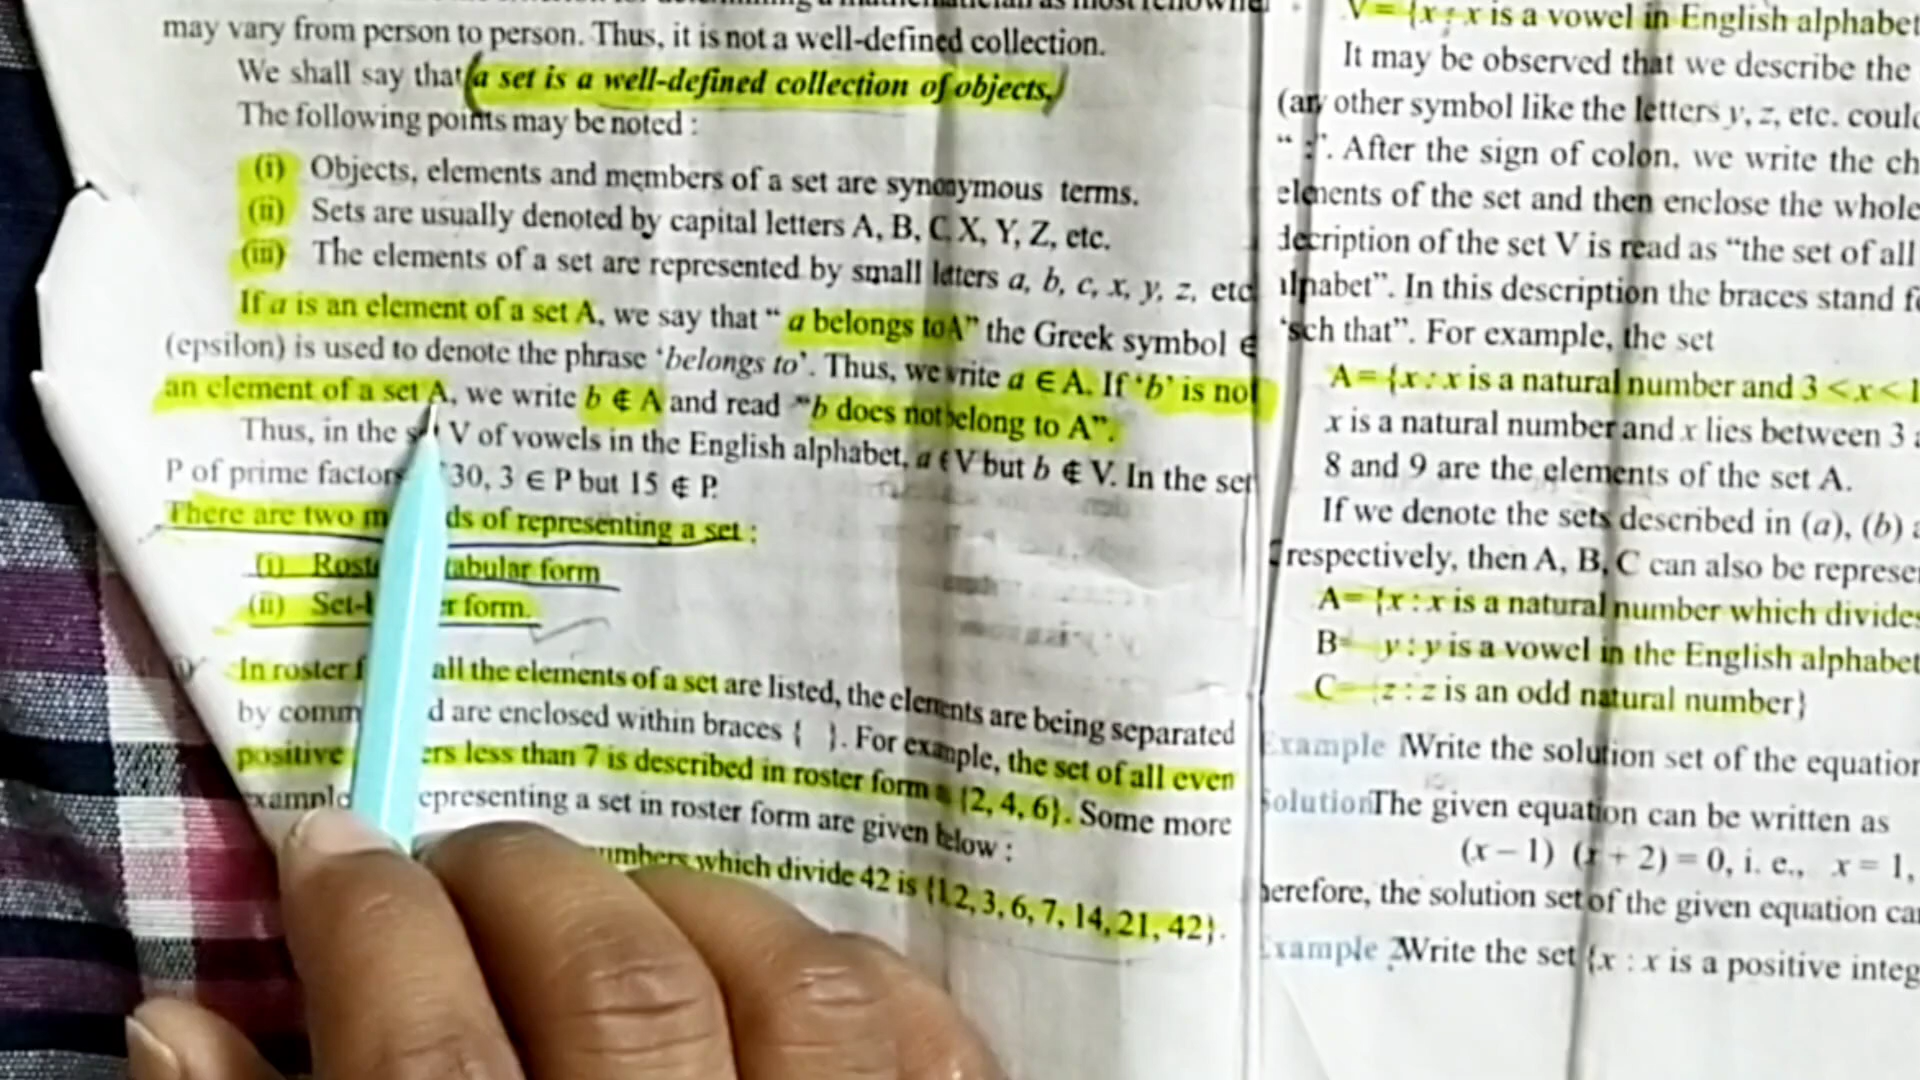 may vary from person to person. Thus, it is not a well-defined collection.
We shall say that a set is a well-defined collection of objects.
The following points may be noted :
(i) Objects, elements and members of a set are synonymous terms.
(ii) Sets are usually denoted by capital letters A, B, C, X, Y, Z, etc.
(iii) The elements of a set are represented by small letters a, b, c, x, y, z, etc
If a is an element of a set A, we say that “ a belongs to A” the Greek symbol ∈
(epsilon) is used to denote the phrase ‘belongs to’. Thus, we write a ∈ A. If ‘b’ is not
an element of a set A, we write b ∉ A and read “b does not belong to A”.
Thus, in the V of vowels in the English alphabet, a ∈ V but b ∉ V. In the set
P of prime factors 30, 3 ∈ P but 15 ∉ P.
There are two ds of representing a set :
(i) Rost tabular form
(ii) Set- r form.
In roster all the elements of a set are listed, the elements are being separated
by comm d are enclosed within braces { }. For example, the set of all even
positive ers less than 7 is described in roster form {2, 4, 6}. Some more
xample epresenting a set in roster form are given below :
umbers which divide 42 is {1, 2, 3, 6, 7, 14, 21, 42}.
V = {x : x is a vowel in English alphabet
It may be observed that we describe the
(any other symbol like the letters y, z, etc. could
“ : ”. After the sign of colon, we write the ch
elements of the set and then enclose the whole
decription of the set V is read as “the set of all
alphabet”. In this description the braces stand fo
‘such that”. For example, the set
A = {x : x is a natural number and 3 < x < 1
x is a natural number and x lies between 3 a
8 and 9 are the elements of the set A.
If we denote the sets described in (a), (b) a
respectively, then A, B, C can also be represe
A = {x : x is a natural number which divides
B y : y is a vowel in the English alphabet
C {z : z is an odd natural number}
Example 1 Write the solution set of the equation
Solution The given equation can be written as
(x – 1) (x + 2) = 0, i. e., x = 1,
herefore, the solution set of the given equation ca
Example 2 Write the set {x : x is a positive integ